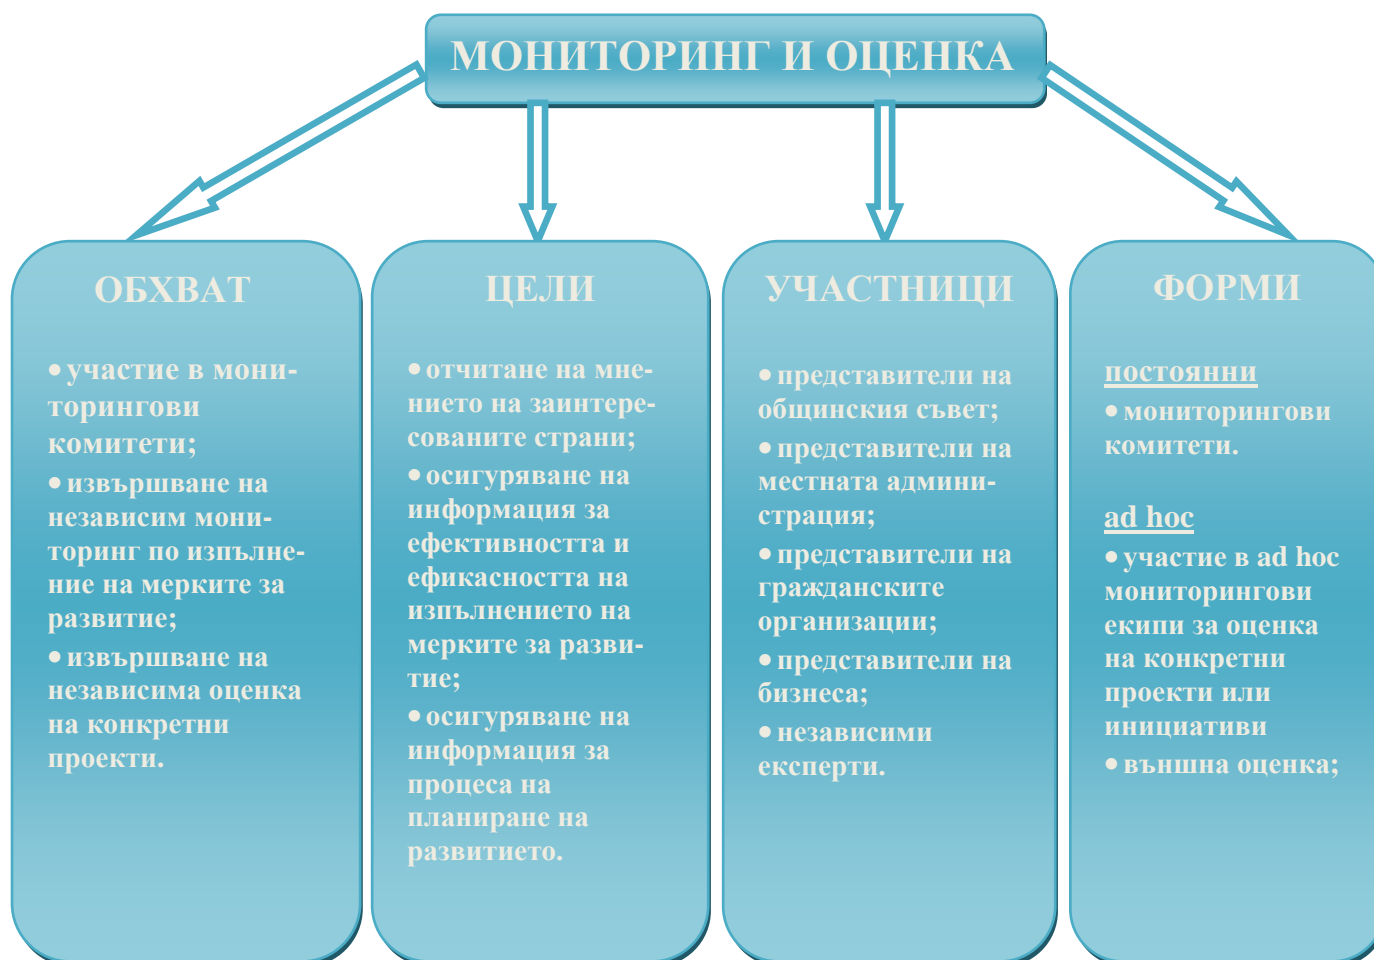 МОНИТОРИНГ И ОЦЕНКА
ОБХВАТ
• участие в мони-
торингови
комитети;
• извършване на
независим мони-
торинг по изпълне-
ние на мерките за
развитие;
• извършване на
независима оценка
на конкретни
проекти.
ЦЕЛИ
• отчитане на мне-
нието на заинтере-
сованите страни;
• осигуряване на
информация за
ефективността и
ефикасността на
изпълнението на
мерките за разви-
тие;
• осигуряване на
информация за
процеса на
планиране на
развитието.
УЧАСТНИЦИ
• представители на
общинския съвет;
• представители на
местната админи-
страция;
• представители на
гражданските
организации;
• представители на
бизнеса;
• независими
експерти.
ФОРМИ
постоянни
• мониторингови
комитети.
ad hoc
• участие в ad hoc
мониторингови
екипи за оценка
на конкретни
проекти или
инициативи
• външна оценка;